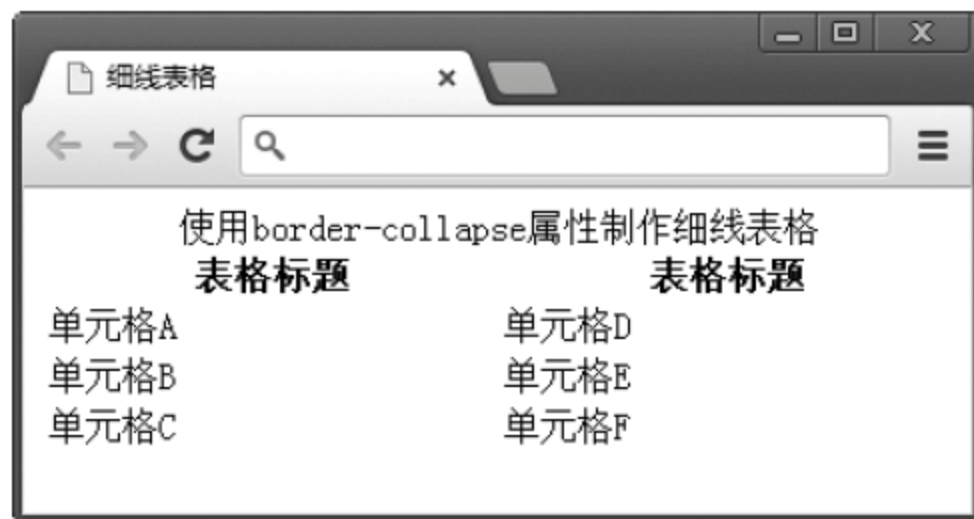 细线表格
使用border-collapse属性制作细线表格
表格标题 表格标题
单元格A 单元格D
单元格B 单元格E
单元格C 单元格F